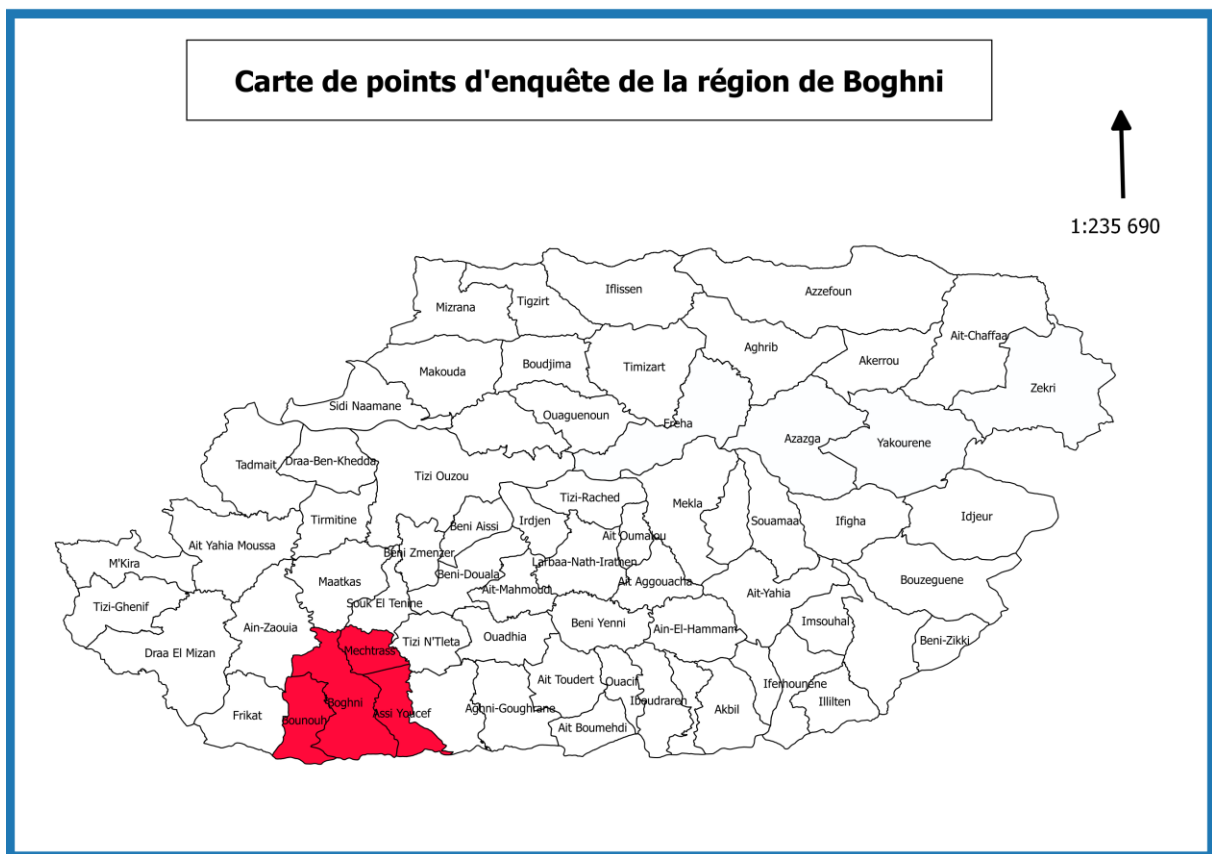 Carte de points d'enquête de la région de Boghni
1:235 690
Iflissen
Azzefoun
Tigzirt
Mizrana
Ait-Chaffaa
Aghrib
Akerrou
Boudjima
Timizart
Makouda
Zekri
Sidi Naamane
Ouaguenoun
Freha
Azazga
Yakourene
Draa-Ben-Khedda
Tadmait
Tizi Ouzou
Tizi-Rached
Mekla
Idjeur
Tirmitine
Irdjen
Souamaa
Ifigha
Beni Aissi
Ait Oumalou
Ait Yahia Moussa
Beni Zmenzer
M'Kira
Larbaa-Nath-Irathen
Beni-Douala
Maatkas
Ait Aggouacha
Bouzeguene
Ait-Mahmoud
Ait-Yahia
Souk El Tenine
Tizi-Ghenif
Imsouhal
Beni Yenni
Ain-Zaouia
Ain-El-Hammam
Ouadhia
Tizi N'Tleta
Beni-Zikki
Mechtrass
Draa El Mizan
Ait Toudert
Ouacif
Iferhounene
Iboudraren
Illilten
Boghni
Aghni-Goughrane
Akbil
Assi Youcef
Frikat
Bounouh
Ait Boumehdi